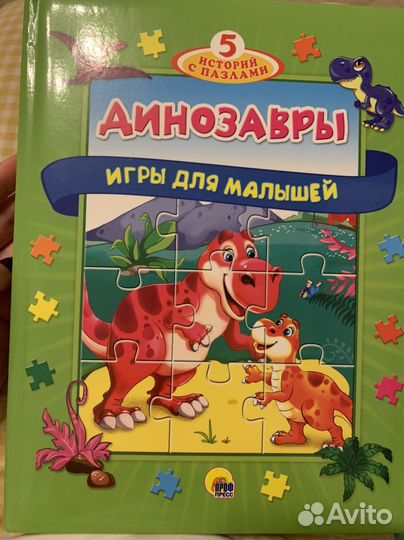 5
ИСТОРИЙ
С ПАЗЛАМИ
ДИНОЗАВРЫ
ИГРЫ ДЛЯ МАЛЫШЕЙ
ПРОФ
ПРЕСС
Avito